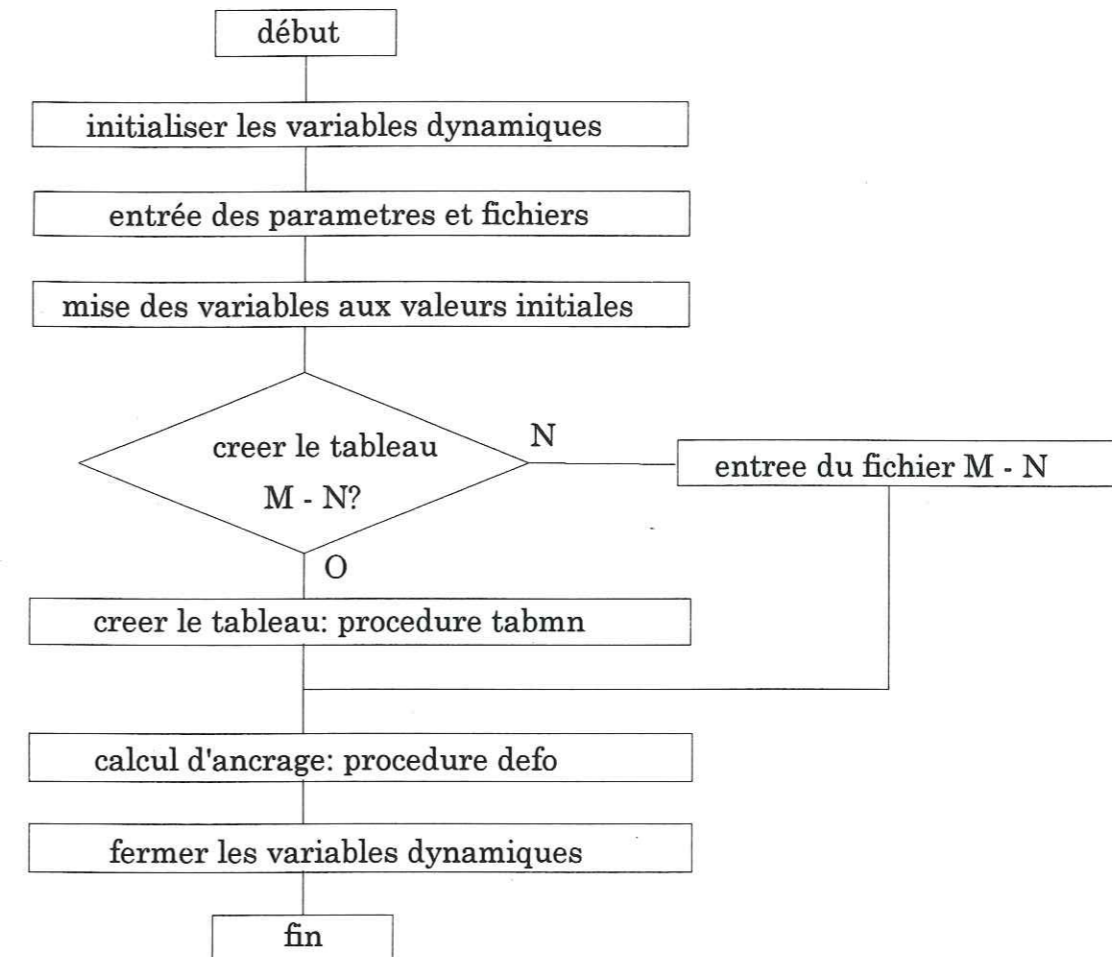 début
initialiser les variables dynamiques
entrée des parametres et fichiers
mise des variables aux valeurs initiales
creer le tableau
M - N?
N
entree du fichier M - N
O
creer le tableau: procedure tabmn
calcul d'ancrage: procedure defo
fermer les variables dynamiques
fin